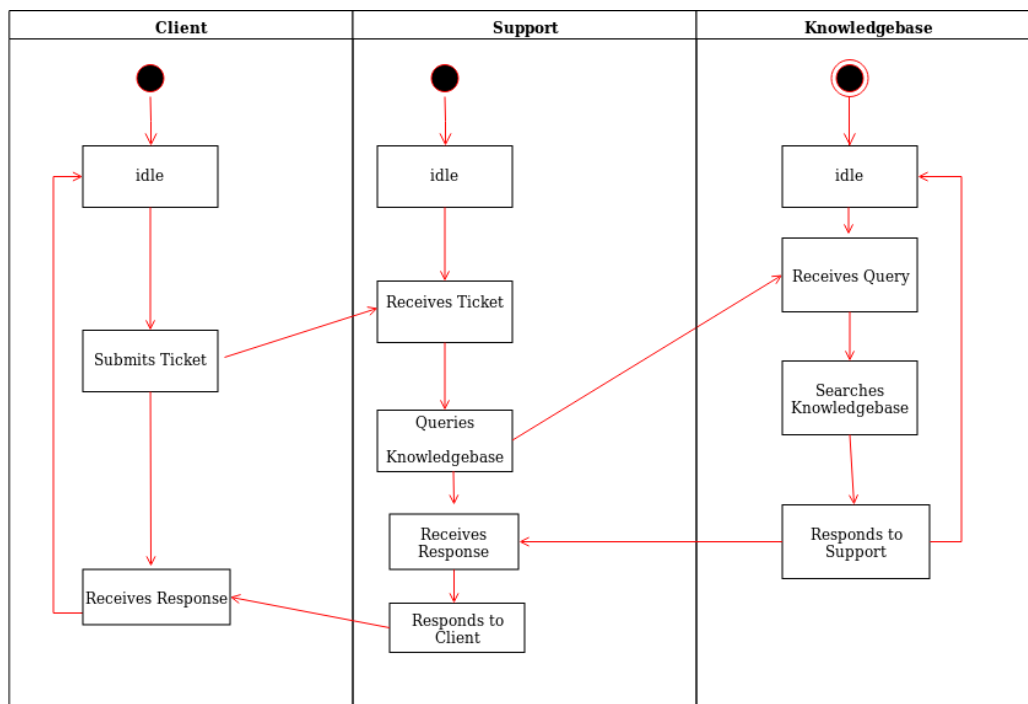 Client
Support
Knowledgebase
idle
idle
idle
Receives Query
Receives Ticket
Submits Ticket
Searches
Knowledgebase
Queries
Knowledgebase
Receives
Response
Responds to
Support
Receives Response
Responds to
Client